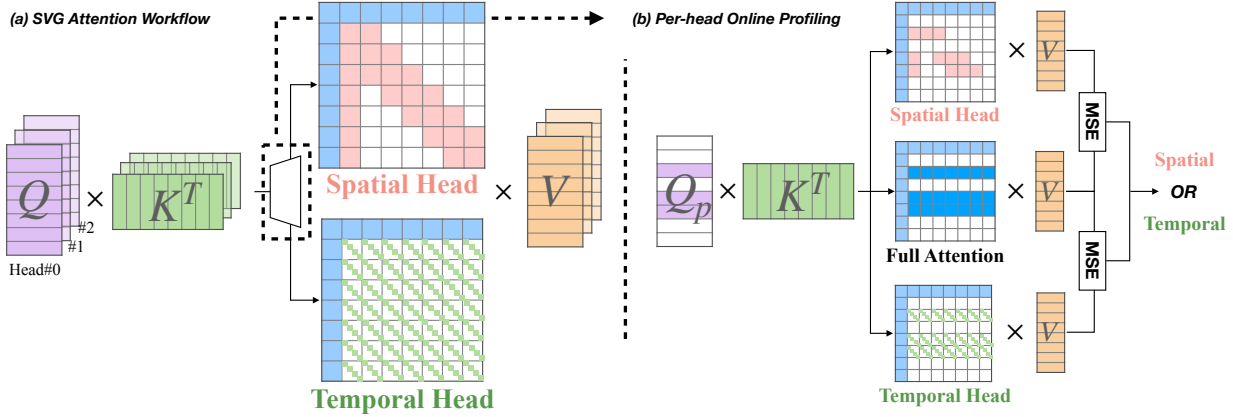 (a) SVG Attention Workflow
Q
#2
#1
Head#0
×
K^T
Spatial Head
Temporal Head
×
V
(b) Per-head Online Profiling
Q_p
×
K^T
×
V
Spatial Head
×
V
Full Attention
×
V
Temporal Head
MSE
MSE
Spatial
OR
Temporal